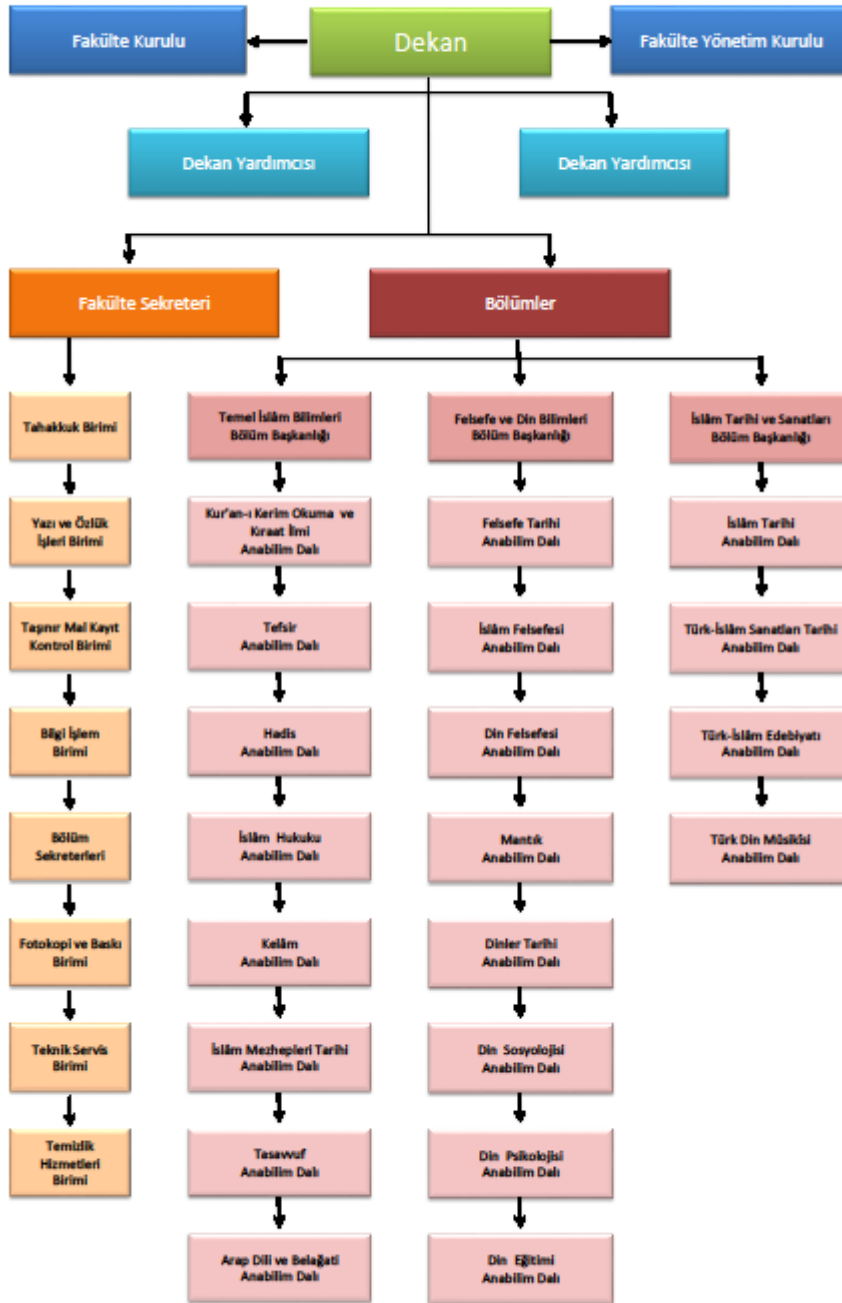 Fakülte Kurulu
Dekan
Fakülte Yönetim Kurulu
Dekan Yardımcısı
Dekan Yardımcısı
Fakülte Sekreteri
Bölümler
Tahakkuk Birimi
Yazı ve Özlük
İşleri Birimi
Taşınır Mal Kayıt
Kontrol Birimi
Bilgi İşlem
Birimi
Bölüm
Sekreterleri
Fotokopi ve Baskı
Birimi
Teknik Servis
Birimi
Temizlik
Hizmetleri
Birimi
Temel İslâm Bilimleri
Bölüm Başkanlığı
Kur'an-ı Kerim Okuma ve
Kıraat İlmi
Anabilim Dalı
Tefsir
Anabilim Dalı
Hadis
Anabilim Dalı
İslâm Hukuku
Anabilim Dalı
Kelâm
Anabilim Dalı
İslâm Mezhepleri Tarihi
Anabilim Dalı
Tasavvuf
Anabilim Dalı
Arap Dili ve Belağati
Anabilim Dalı
Felsefe ve Din Bilimleri
Bölüm Başkanlığı
Felsefe Tarihi
Anabilim Dalı
İslâm Felsefesi
Anabilim Dalı
Din Felsefesi
Anabilim Dalı
Mantık
Anabilim Dalı
Dinler Tarihi
Anabilim Dalı
Din Sosyolojisi
Anabilim Dalı
Din Psikolojisi
Anabilim Dalı
Din Eğitimi
Anabilim Dalı
İslâm Tarihi ve Sanatları
Bölüm Başkanlığı
İslâm Tarihi
Anabilim Dalı
Türk-İslâm Sanatları Tarihi
Anabilim Dalı
Türk-İslâm Edebiyatı
Anabilim Dalı
Türk Din Mûsikîsi
Anabilim Dalı